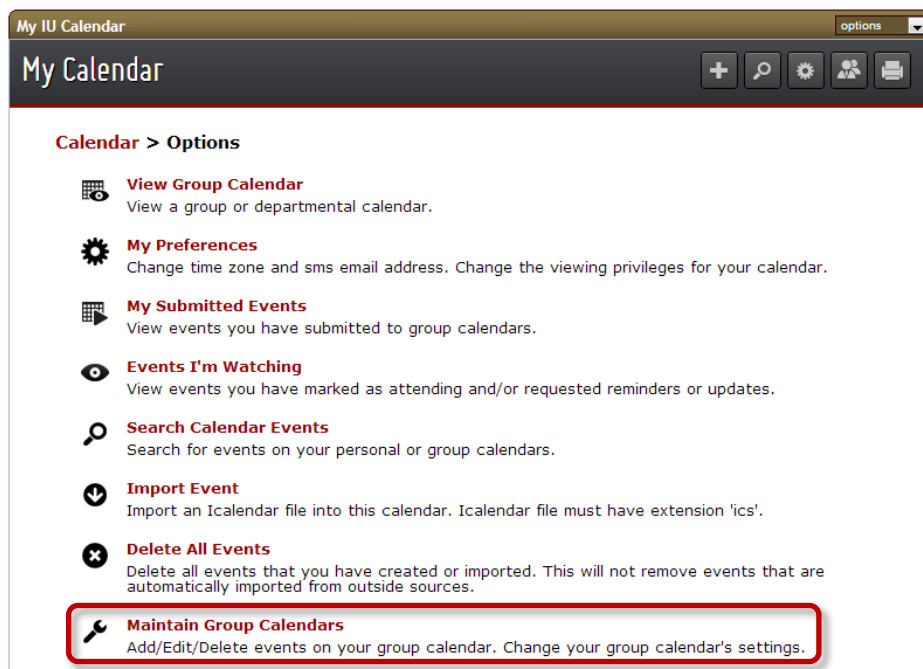 My IU Calendar
options
My Calendar
Calendar > Options
View Group Calendar
View a group or departmental calendar.
My Preferences
Change time zone and sms email address. Change the viewing privileges for your calendar.
My Submitted Events
View events you have submitted to group calendars.
Events I'm Watching
View events you have marked as attending and/or requested reminders or updates.
Search Calendar Events
Search for events on your personal or group calendars.
Import Event
Import an Icalendar file into this calendar. Icalendar file must have extension 'ics'.
Delete All Events
Delete all events that you have created or imported. This will not remove events that are
automatically imported from outside sources.
Maintain Group Calendars
Add/Edit/Delete events on your group calendar. Change your group calendar's settings.